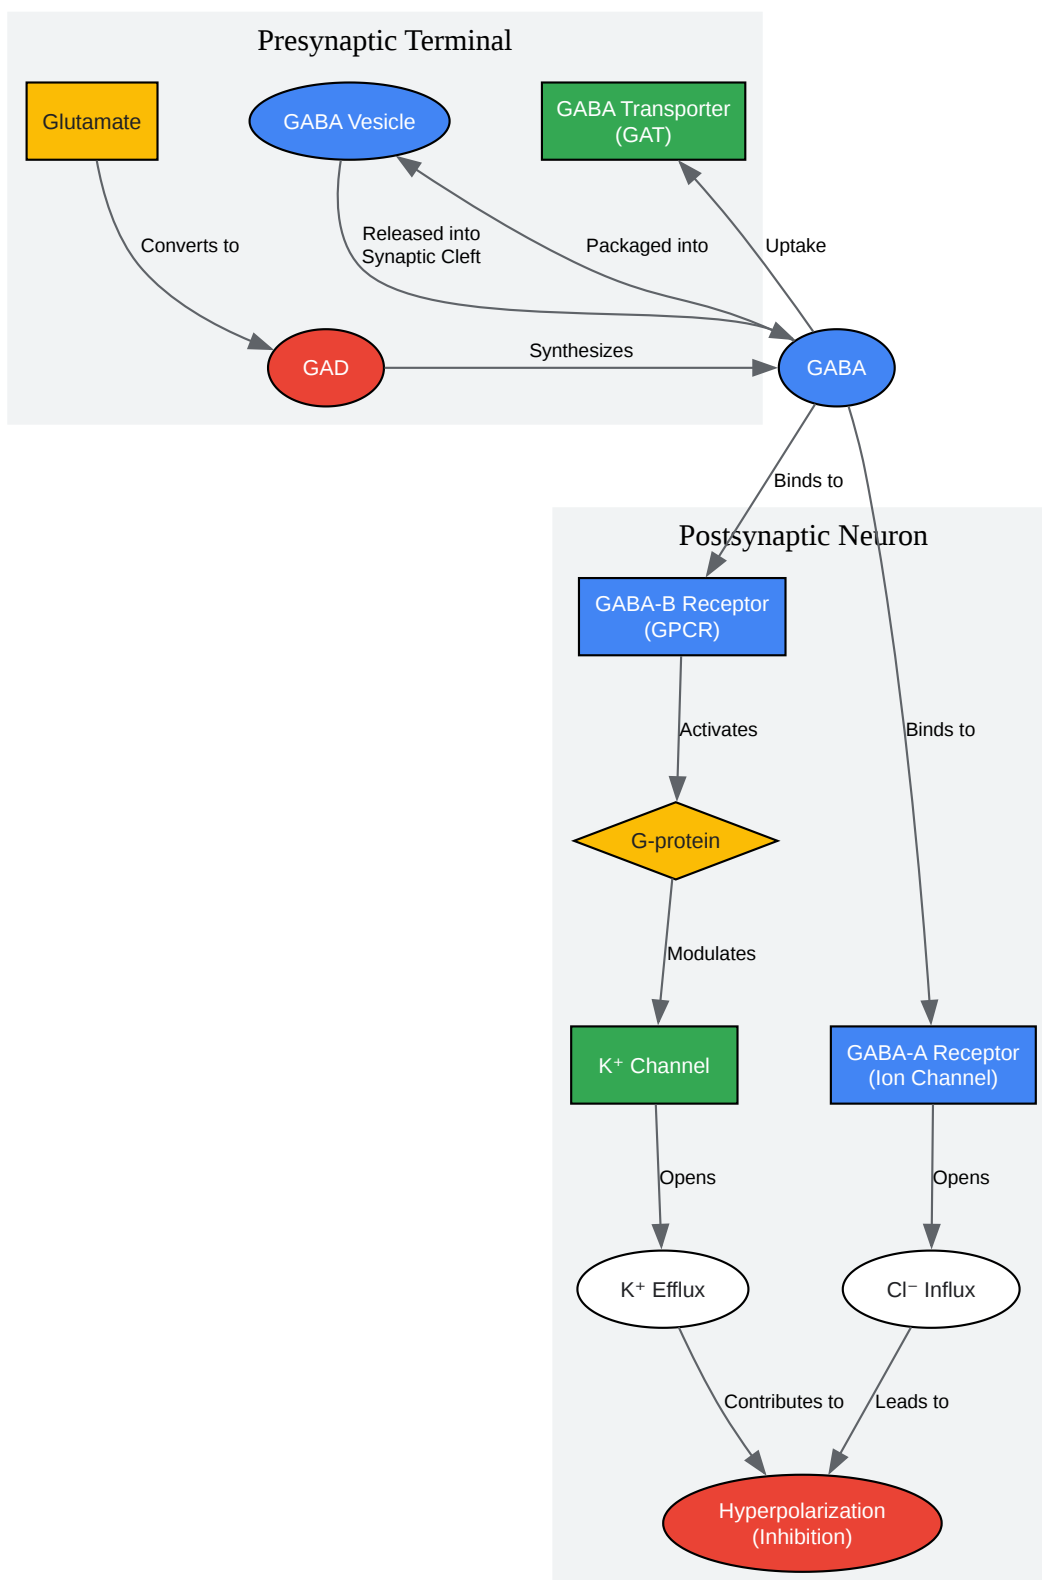 Presynaptic Terminal
Glutamate
GABA Vesicle
GABA Transporter
(GAT)
Converts to
Released into
Synaptic Cleft
Packaged into
Uptake
GAD
Synthesizes
GABA
Binds to
Postsynaptic Neuron
GABA-B Receptor
(GPCR)
Activates
Binds to
G-protein
Modulates
K⁺ Channel
GABA-A Receptor
(Ion Channel)
Opens
Opens
K⁺ Efflux
Cl⁻ Influx
Contributes to
Leads to
Hyperpolarization
(Inhibition)